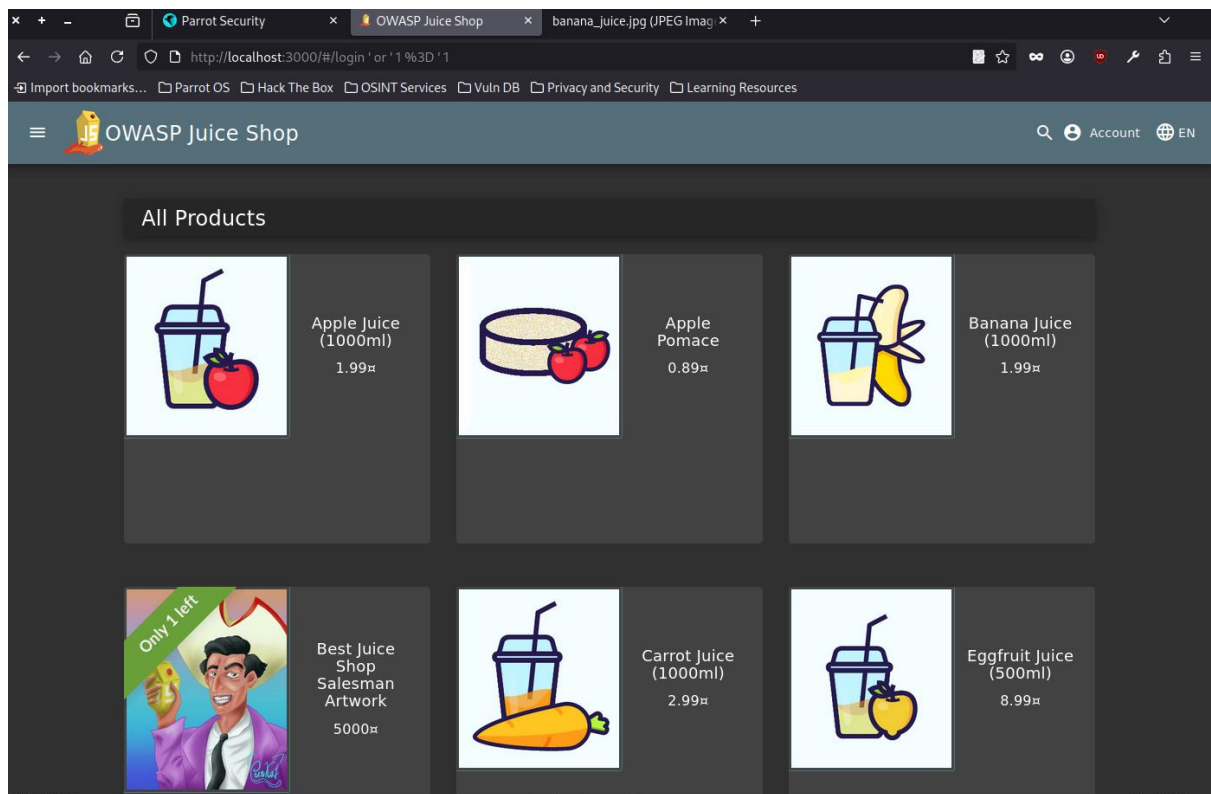 Parrot Security
OWASP Juice Shop
banana_juice.jpg (JPEG Imag
http://localhost:3000/#/login ' or '1 %3D '1
Import bookmarks... Parrot OS Hack The Box OSINT Services Vuln DB Privacy and Security Learning Resources
OWASP Juice Shop
Account EN
All Products
Apple Juice
(1000ml)
1.99¤
Apple
Pomace
0.89¤
Banana Juice
(1000ml)
1.99¤
Only 1 left
Best Juice
Shop
Salesman
Artwork
5000¤
Carrot Juice
(1000ml)
2.99¤
Eggfruit Juice
(500ml)
8.99¤